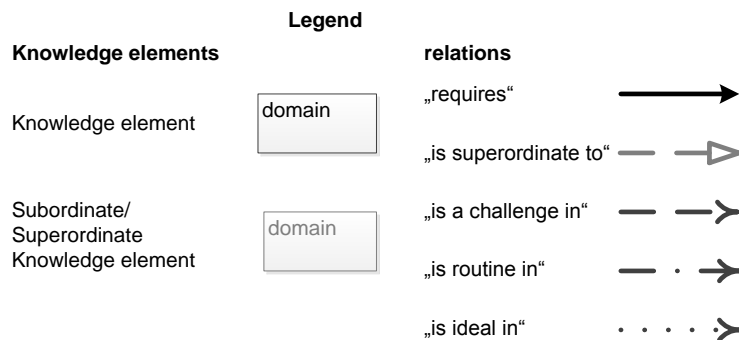 Legend
Knowledge elements
relations
Knowledge element
domain
„requires“
„is superordinate to“
Subordinate/
Superordinate
Knowledge element
domain
„is a challenge in“
„is routine in“
„is ideal in“